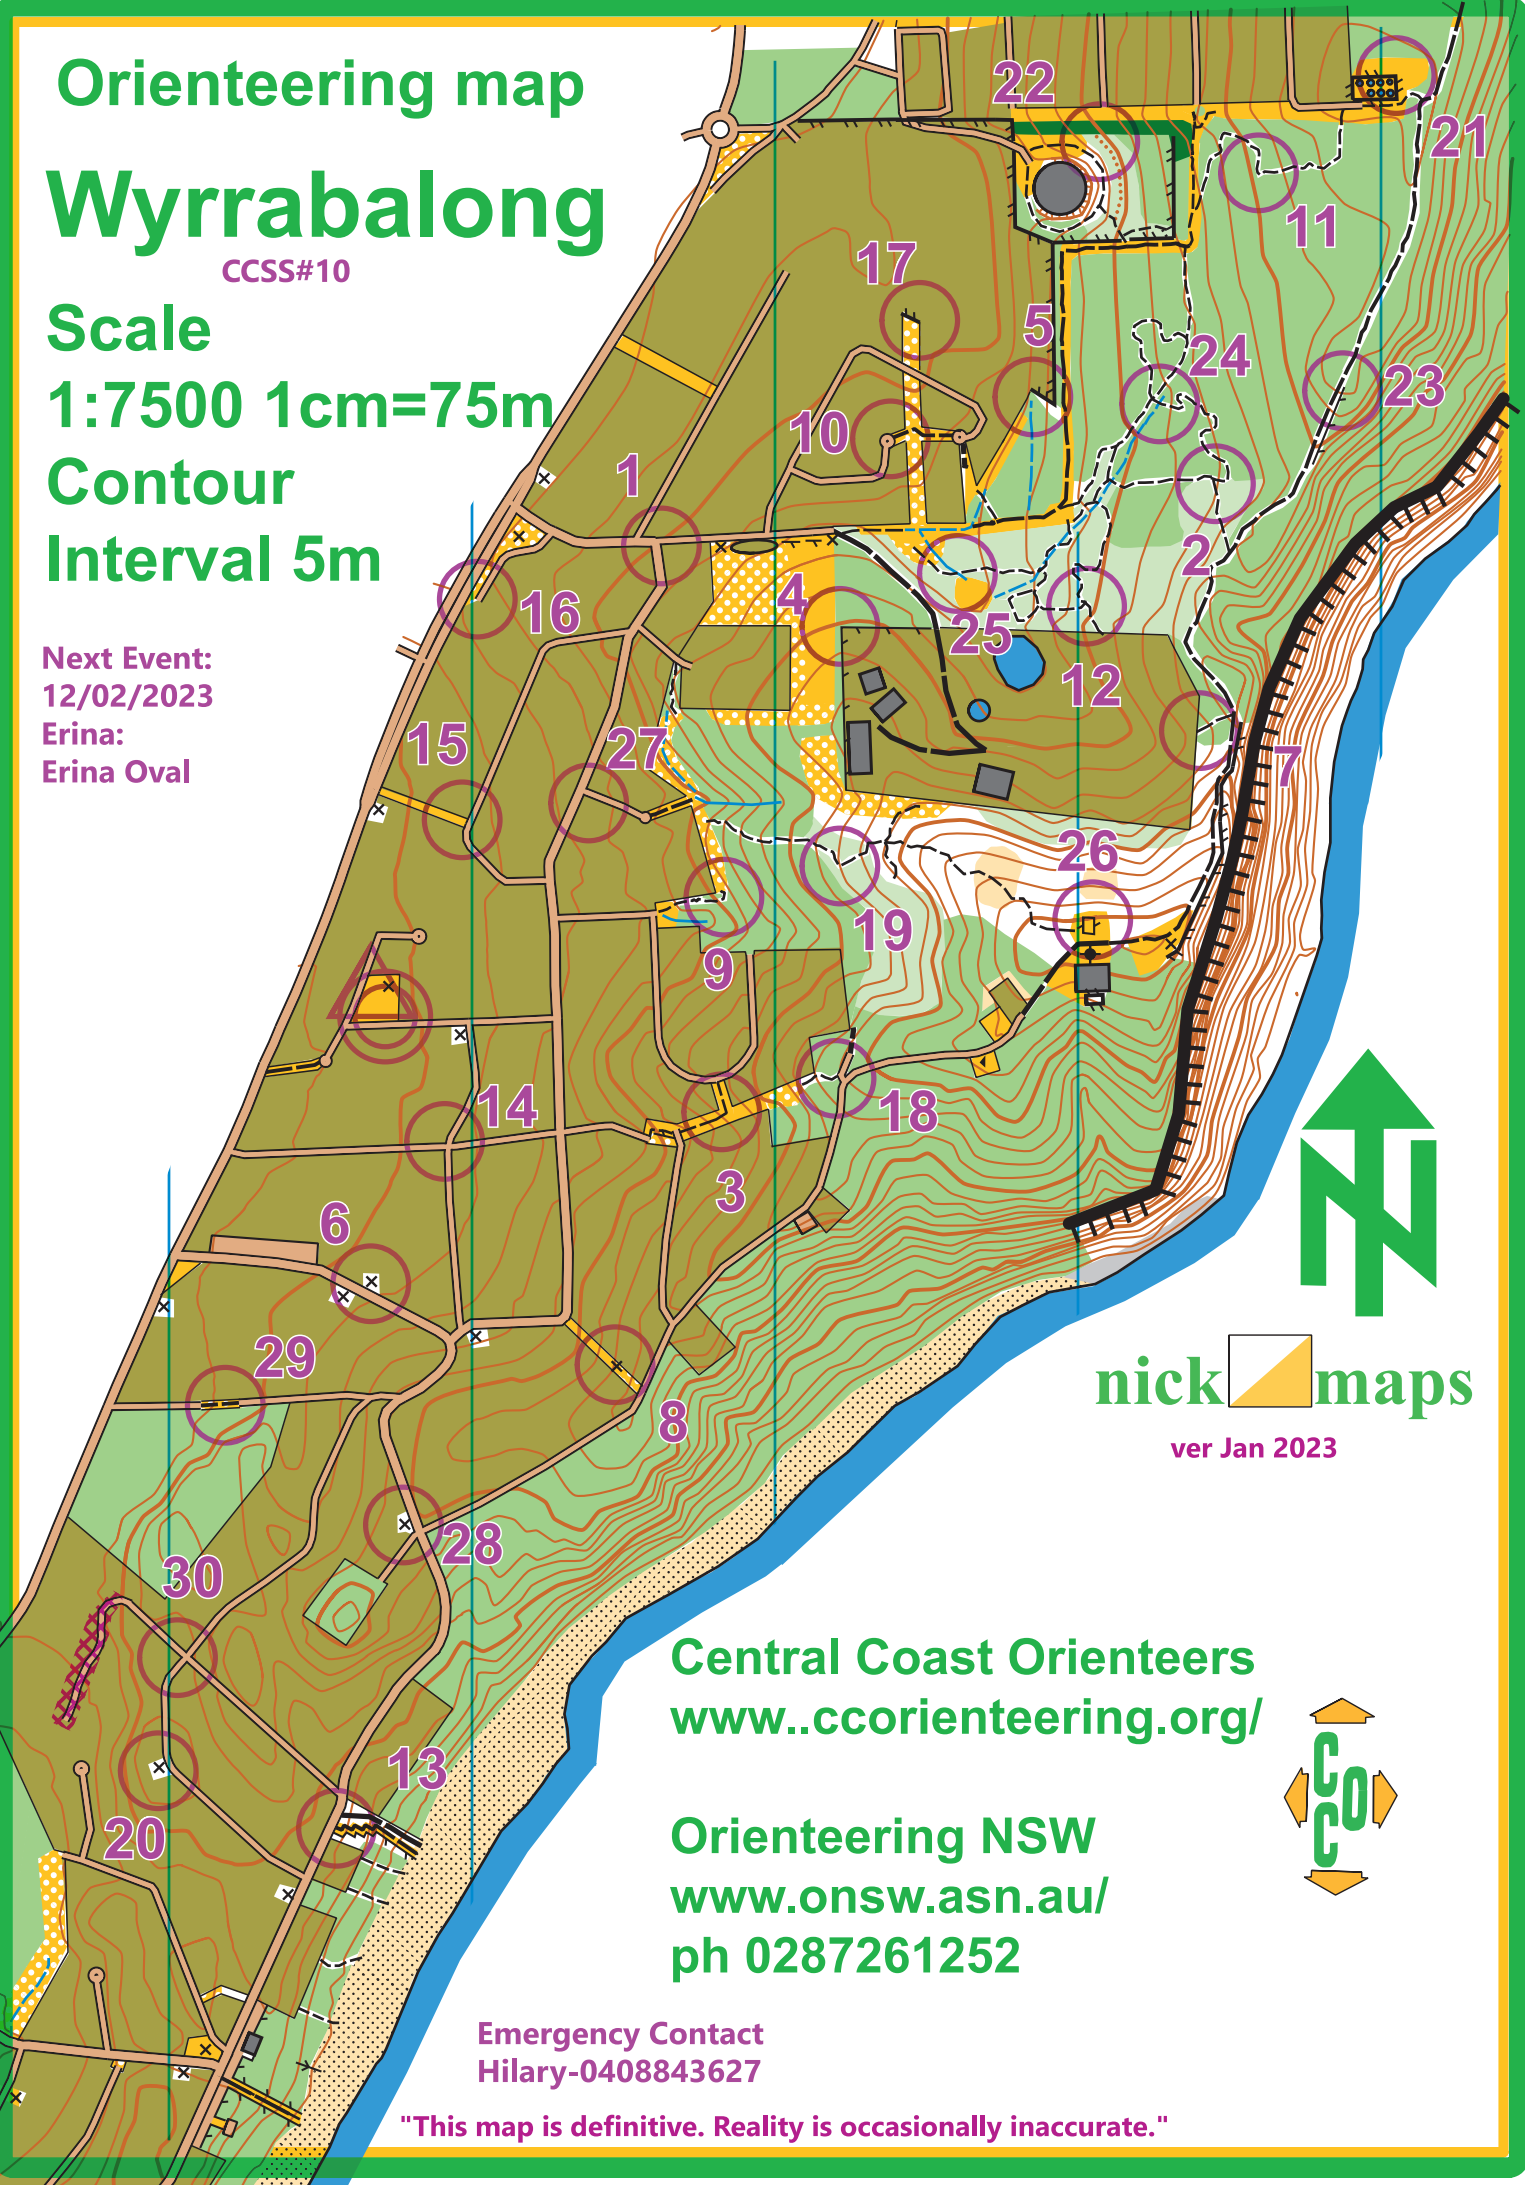 Orienteering map
Wyrrabalong
CCSS#10
Scale
1:7500 1cm=75m
Contour
Interval 5m
Next Event:
12/02/2023
Erina:
Erina Oval
22
21
11
17
5
24
23
10
1
2
16
4
25
12
15
27
7
26
19
9
14
18
3
6
29
8
28
30
13
20
N
nick maps
ver Jan 2023
Central Coast Orienteers
www..ccorienteering.org/
COC
Orienteering NSW
www.onsw.asn.au/
ph 0287261252
Emergency Contact
Hilary-0408843627
"This map is definitive. Reality is occasionally inaccurate."